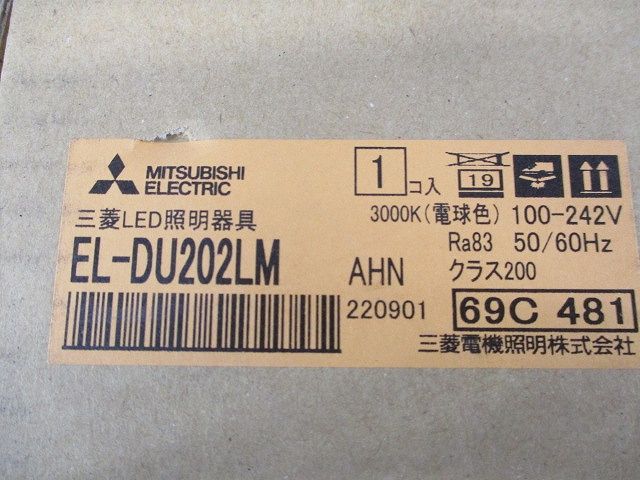 MITSUBISHI
ELECTRIC
1 コ入
19
三菱LED照明器具
3000K(電球色) 100-242V
Ra83 50/60Hz
EL-DU202LM AHN クラス200
220901 69C 481
三菱電機照明株式会社